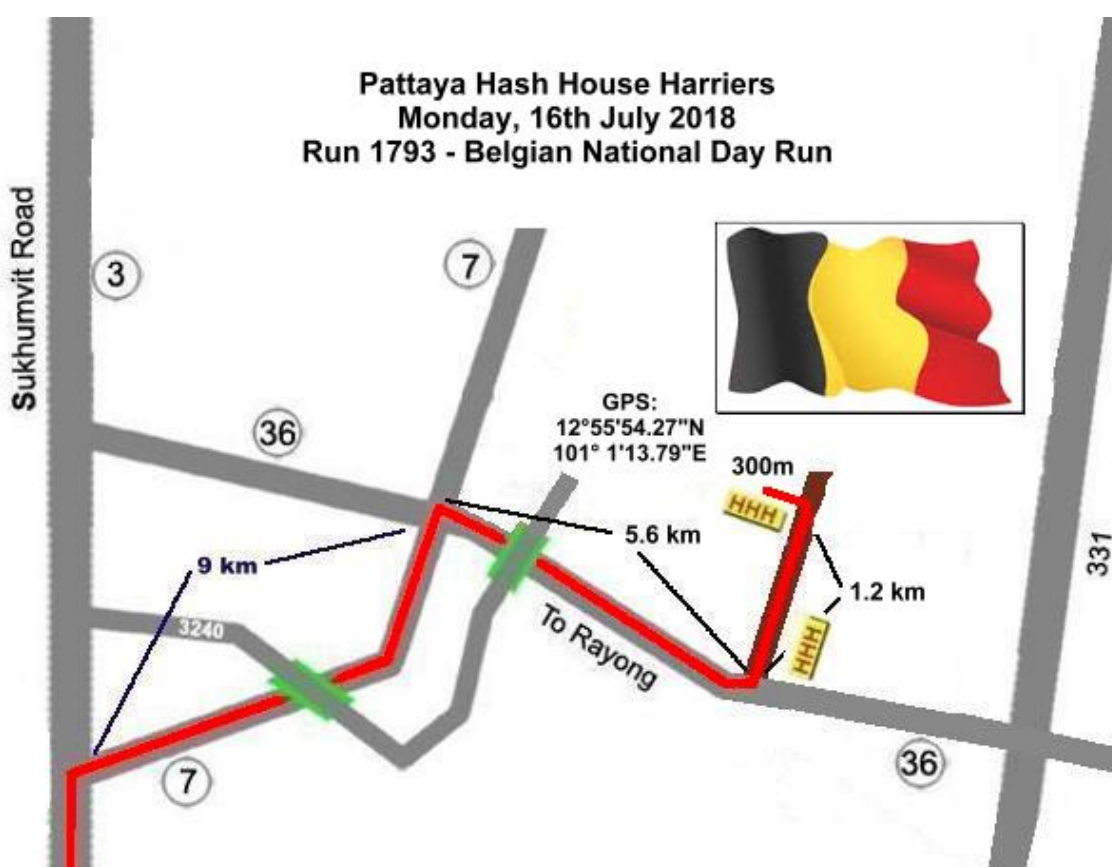 Pattaya Hash House Harriers
Monday, 16th July 2018
Run 1793 - Belgian National Day Run
Sukhumvit Road
3
7
36
GPS:
12°55'54.27"N
101° 1'13.79"E
300m
HHH
5.6 km
331
9 km
1.2 km
3240
HHH
To Rayong
7
36